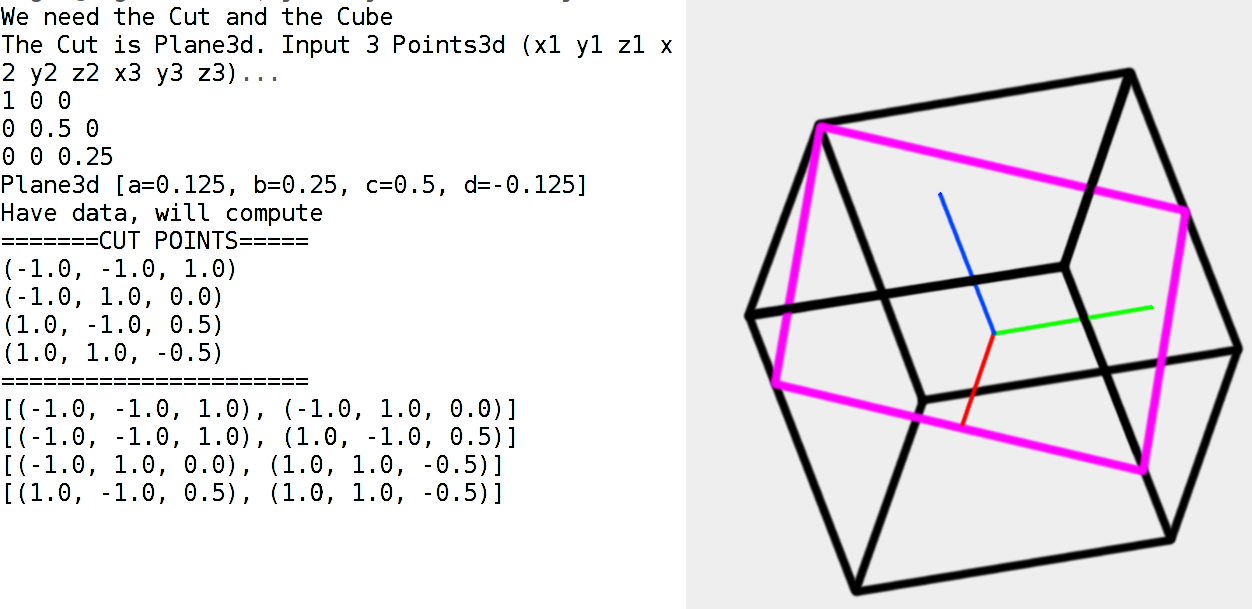 We need the Cut and the Cube
The Cut is Plane3d. Input 3 Points3d (x1 y1 z1 x
2 y2 z2 x3 y3 z3)...
1 0 0
0 0.5 0
0 0 0.25
Plane3d [a=0.125, b=0.25, c=0.5, d=-0.125]
Have data, will compute
=======CUT POINTS=====
(-1.0, -1.0, 1.0)
(-1.0, 1.0, 0.0)
(1.0, -1.0, 0.5)
(1.0, 1.0, -0.5)
======================
[(-1.0, -1.0, 1.0), (-1.0, 1.0, 0.0)]
[(-1.0, -1.0, 1.0), (1.0, -1.0, 0.5)]
[(-1.0, 1.0, 0.0), (1.0, 1.0, -0.5)]
[(1.0, -1.0, 0.5), (1.0, 1.0, -0.5)]